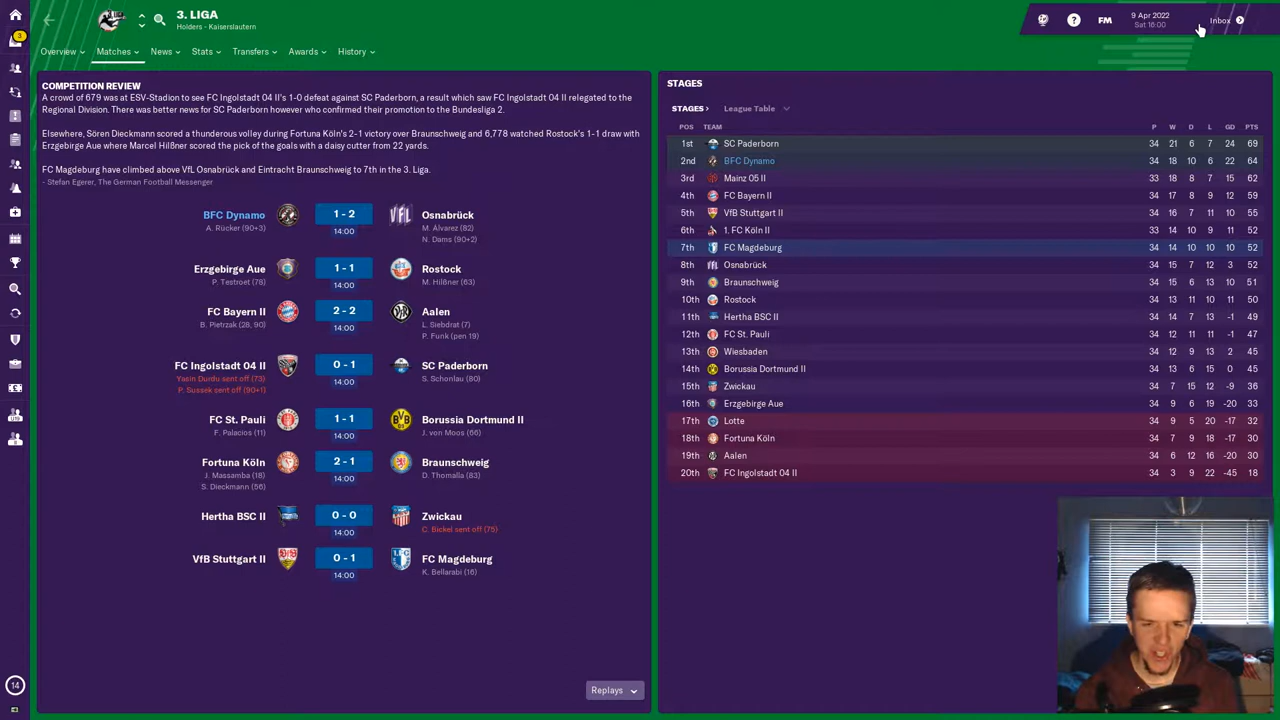 3. LIGA
Holders - Kaiserslautern
FM
9 Apr 2022
Sat 16:00
Inbox
3
Overview
Matches
News
Stats
Transfers
Awards
History
COMPETITION REVIEW
A crowd of 679 was at ESV-Stadion to see FC Ingolstadt 04 II's 1-0 defeat against SC Paderborn, a result which saw FC Ingolstadt 04 II relegated to the
Regional Division. There was better news for SC Paderborn however who confirmed their promotion to the Bundesliga 2.
Elsewhere, Sören Dieckmann scored a thunderous volley during Fortuna Köln's 2-1 victory over Braunschweig and 6,778 watched Rostock's 1-1 draw with
Erzgebirge Aue where Marcel Hilßner scored the pick of the goals with a daisy cutter from 22 yards.
FC Magdeburg have climbed above VfL Osnabrück and Eintracht Braunschweig to 7th in the 3. Liga.
- Stefan Egerer, The German Football Messenger
BFC Dynamo 1 - 2 Osnabrück
A. Rücker (90+3) 14:00 M. Álvarez (82)
N. Dams (90+2)
Erzgebirge Aue 1 - 1 Rostock
P. Testroet (78) 14:00 M. Hilßner (63)
FC Bayern II 2 - 2 Aalen
B. Pietrzak (28, 90) 14:00 L. Siebdrat (7)
P. Funk (pen 19)
FC Ingolstadt 04 II 0 - 1 SC Paderborn
Yasin Durdu sent off (73) 14:00 S. Schonlau (80)
P. Sussek sent off (90+1)
FC St. Pauli 1 - 1 Borussia Dortmund II
F. Palacios (11) 14:00 J. von Moos (66)
Fortuna Köln 2 - 1 Braunschweig
J. Massamba (18) 14:00 D. Thomalla (83)
S. Dieckmann (56)
Hertha BSC II 0 - 0 Zwickau
14:00 C. Bickel sent off (75)
VfB Stuttgart II 0 - 1 FC Magdeburg
14:00 K. Bellarabi (16)
Replays
14
STAGES
STAGES League Table
POS TEAM P W D L GD PTS
1st SC Paderborn 34 21 6 7 24 69
2nd BFC Dynamo 34 18 10 6 22 64
3rd Mainz 05 II 33 18 8 7 15 62
4th FC Bayern II 34 17 8 9 12 59
5th VfB Stuttgart II 34 16 7 11 10 55
6th 1. FC Köln II 33 14 10 9 11 52
7th FC Magdeburg 34 14 10 10 10 52
8th Osnabrück 34 15 7 12 3 52
9th Braunschweig 34 15 6 13 10 51
10th Rostock 34 13 11 10 11 50
11th Hertha BSC II 34 14 7 13 -1 49
12th FC St. Pauli 34 12 11 11 -1 47
13th Wiesbaden 34 12 9 13 2 45
14th Borussia Dortmund II 34 13 6 15 0 45
15th Zwickau 34 7 15 12 -9 36
16th Erzgebirge Aue 34 9 6 19 -20 33
17th Lotte 34 9 5 20 -17 32
18th Fortuna Köln 34 7 9 18 -17 30
19th Aalen 34 6 12 16 -20 30
20th FC Ingolstadt 04 II 34 3 9 22 -45 18